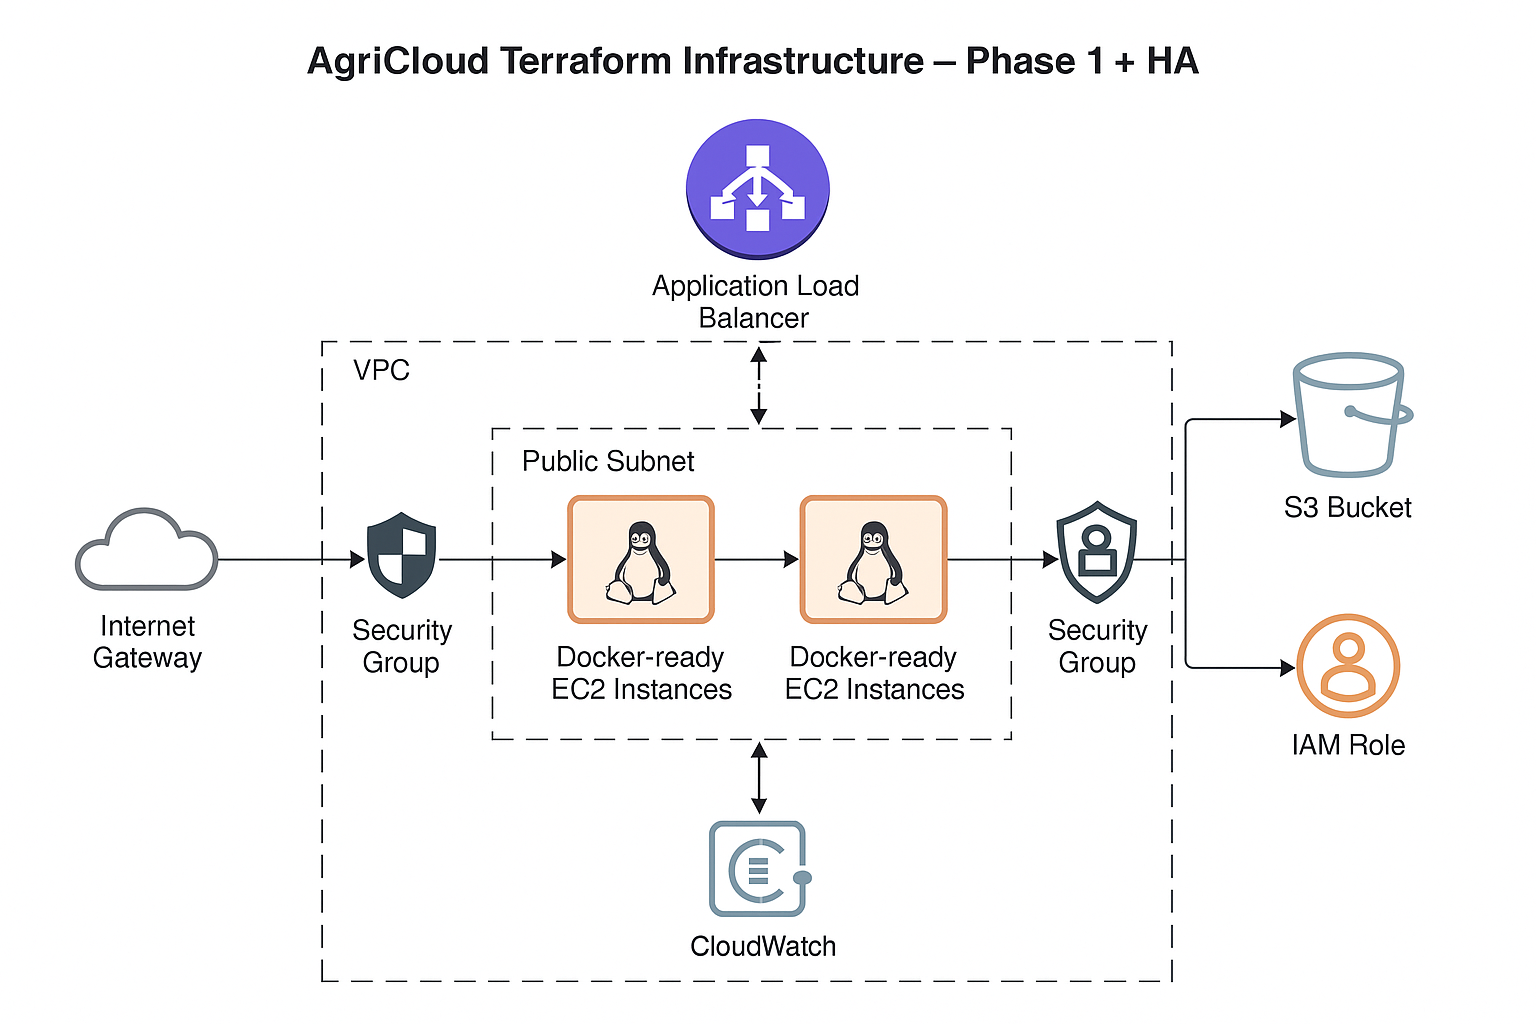 AgriCloud Terraform Infrastructure – Phase 1 + HA
Application Load
Balancer
VPC
Public Subnet
Internet
Gateway
Security
Group
Docker-ready
EC2 Instances
Docker-ready
EC2 Instances
Security
Group
S3 Bucket
IAM Role
CloudWatch